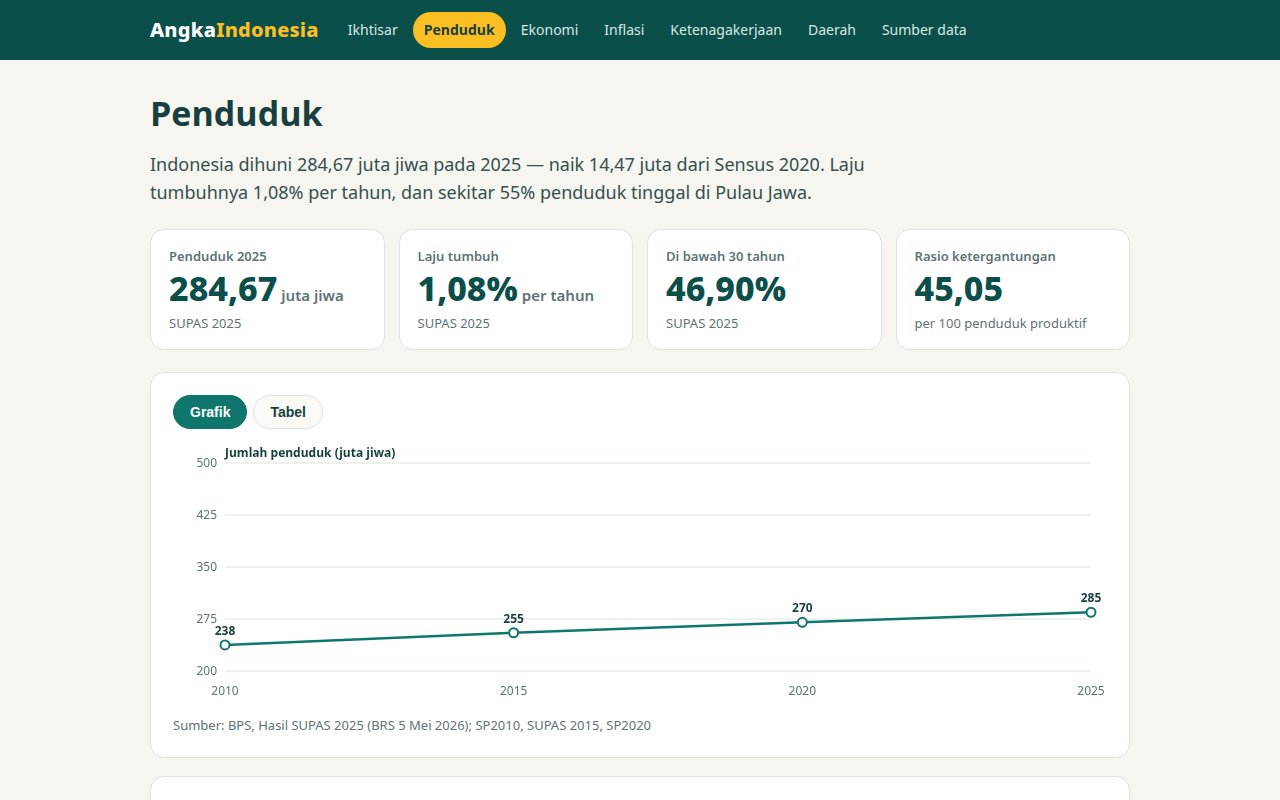 AngkaIndonesia Ikhtisar Penduduk Ekonomi Inflasi Ketenagakerjaan Daerah Sumber data
Penduduk
Indonesia dihuni 284,67 juta jiwa pada 2025 — naik 14,47 juta dari Sensus 2020. Laju
tumbuhnya 1,08% per tahun, dan sekitar 55% penduduk tinggal di Pulau Jawa.
Penduduk 2025
284,67 juta jiwa
SUPAS 2025
Laju tumbuh
1,08% per tahun
SUPAS 2025
Di bawah 30 tahun
46,90%
SUPAS 2025
Rasio ketergantungan
45,05
per 100 penduduk produktif
Grafik Tabel
Jumlah penduduk (juta jiwa)
500
425
350
275
200
238
255
270
285
2010 2015 2020 2025
Sumber: BPS, Hasil SUPAS 2025 (BRS 5 Mei 2026); SP2010, SUPAS 2015, SP2020